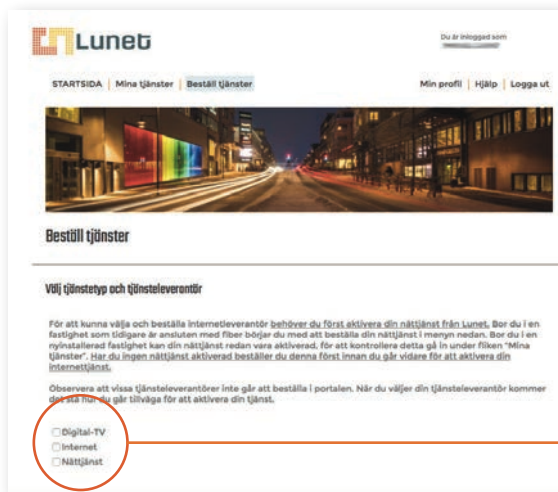 Lunet
Du är inloggad som
STARTSIDA | Mina tjänster | Beställ tjänster
Min profil | Hjälp | Logga ut
Beställ tjänster
Välj tjänstetyp och tjänsteleverantör
För att kunna välja och beställa internetleverantör behöver du först aktivera din nättjänst från Lunet. Bor du i en
fastighet som tidigare är ansluten med fiber börjar du med att beställa din nättjänst i menyn nedan. Bor du i en
nyinstallerad fastighet kan din nättjänst redan vara aktiverad, för att kontrollera detta gå in under fliken "Mina
tjänster". Har du ingen nättjänst aktiverad beställer du denna först innan du går vidare för att aktivera din
internettjänst.
Observera att vissa tjänsteleverantörer inte går att beställa i portalen. När du väljer din tjänsteleverantör kommer
det stå hur du går tillväga för att aktivera din tjänst.
Digital-TV
Internet
Nättjänst